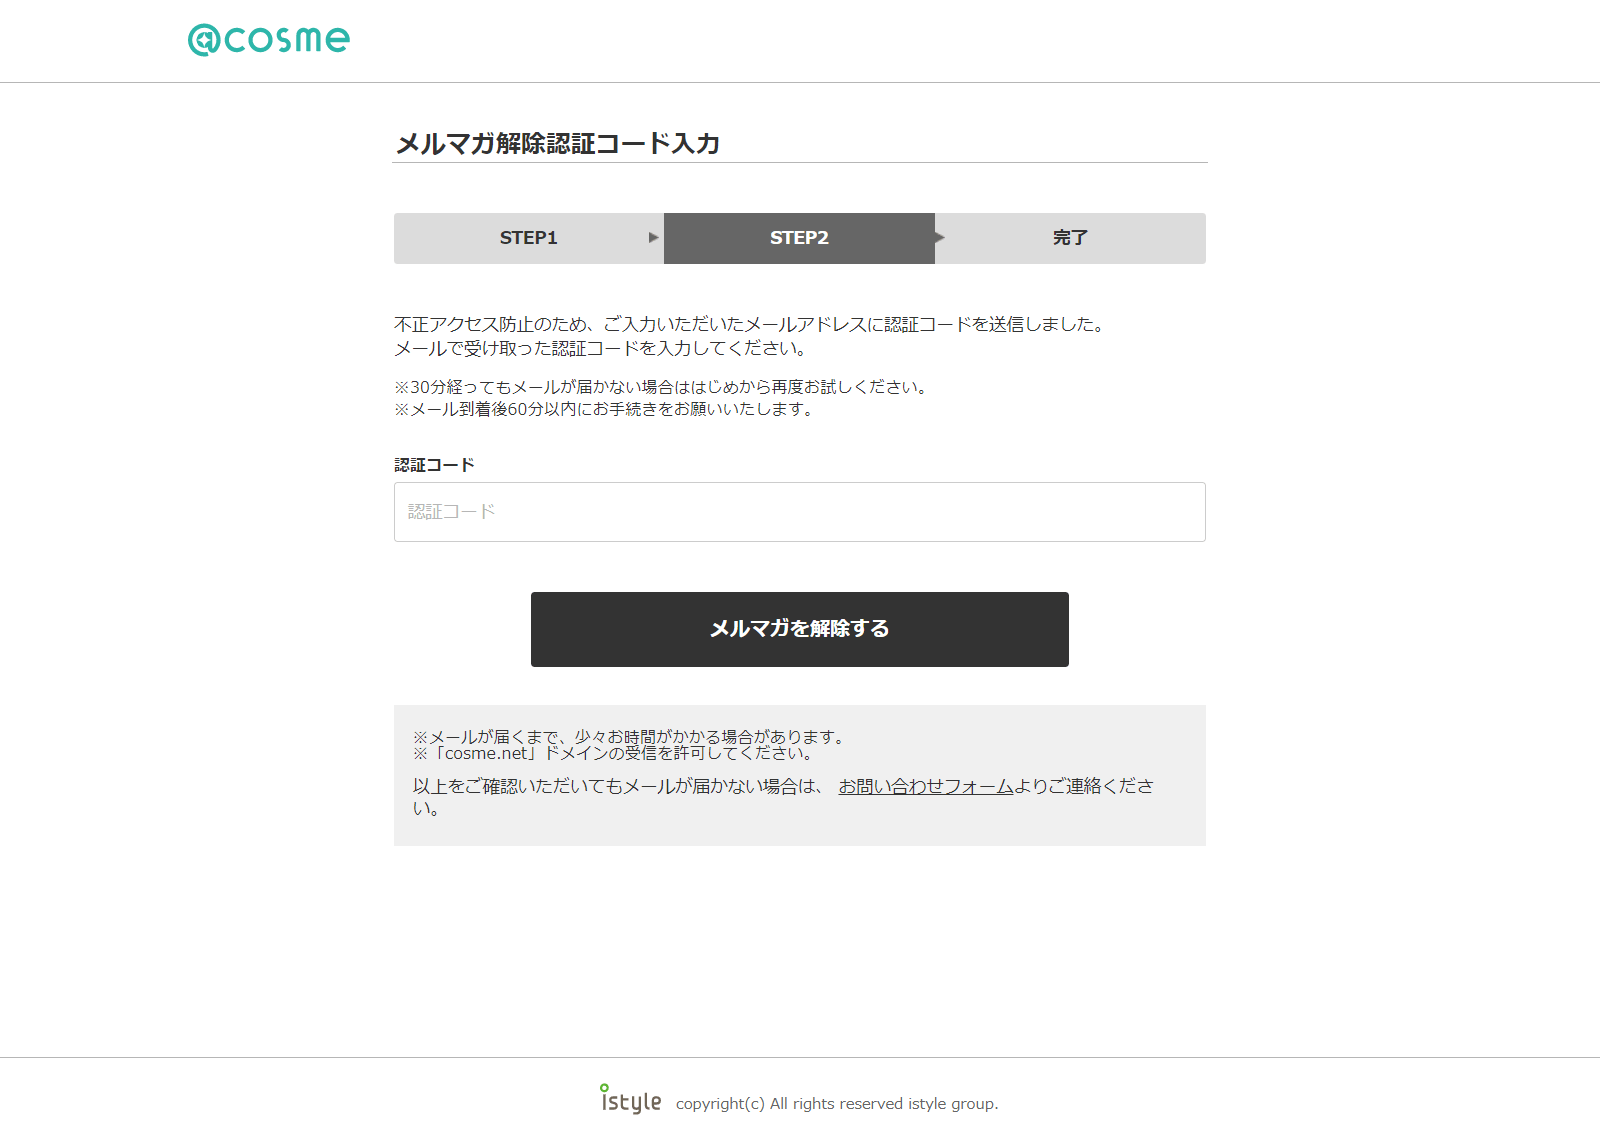 @cosme
メルマガ解除認証コード入力
STEP1
STEP2
完了
不正アクセス防止のため、ご入力いただいたメールアドレスに認証コードを送信しました。
メールで受け取った認証コードを入力してください。
※30分経ってもメールが届かない場合ははじめから再度お試しください。
※メール到着後60分以内にお手続きをお願いいたします。
認証コード
認証コード
メルマガを解除する
※メールが届くまで、少々お時間がかかる場合があります。
※「cosme.net」ドメインの受信を許可してください。
以上をご確認いただいてもメールが届かない場合は、 お問い合わせフォームよりご連絡くださ
い。
istyle copyright(c) All rights reserved istyle group.